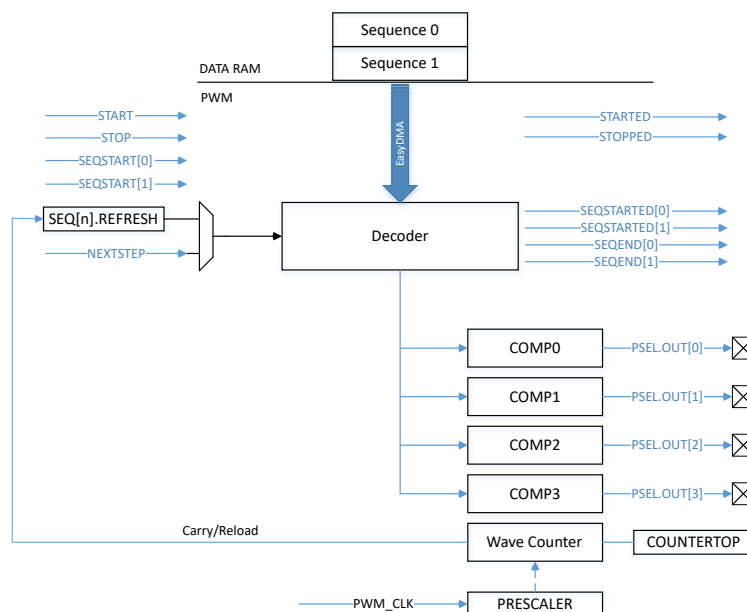 Sequence 0
Sequence 1
DATA RAM
PWM
START
STOP
SEQSTART[0]
SEQSTART[1]
EasyDMA
STARTED
STOPPED
SEQ[n].REFRESH
NEXTSTEP
Decoder
SEQSTARTED[0]
SEQSTARTED[1]
SEQEND[0]
SEQEND[1]
COMP0
PSEL.OUT[0]
COMP1
PSEL.OUT[1]
COMP2
PSEL.OUT[2]
COMP3
PSEL.OUT[3]
Carry/Reload
Wave Counter
COUNTERTOP
PWM_CLK
PRESCALER